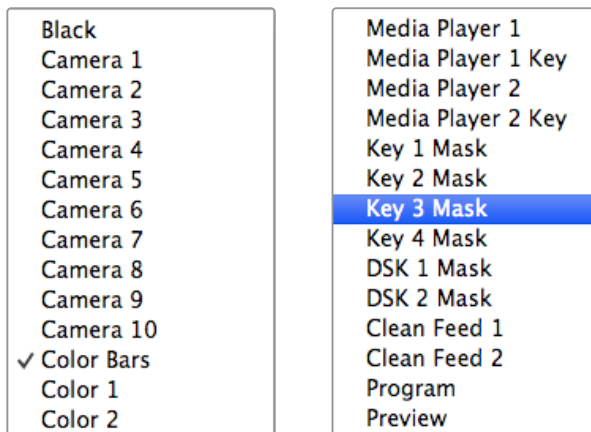 Black
Camera 1
Camera 2
Camera 3
Camera 4
Camera 5
Camera 6
Camera 7
Camera 8
Camera 9
Camera 10
✓ Color Bars
Color 1
Color 2
Media Player 1
Media Player 1 Key
Media Player 2
Media Player 2 Key
Key 1 Mask
Key 2 Mask
Key 3 Mask
Key 4 Mask
DSK 1 Mask
DSK 2 Mask
Clean Feed 1
Clean Feed 2
Program
Preview